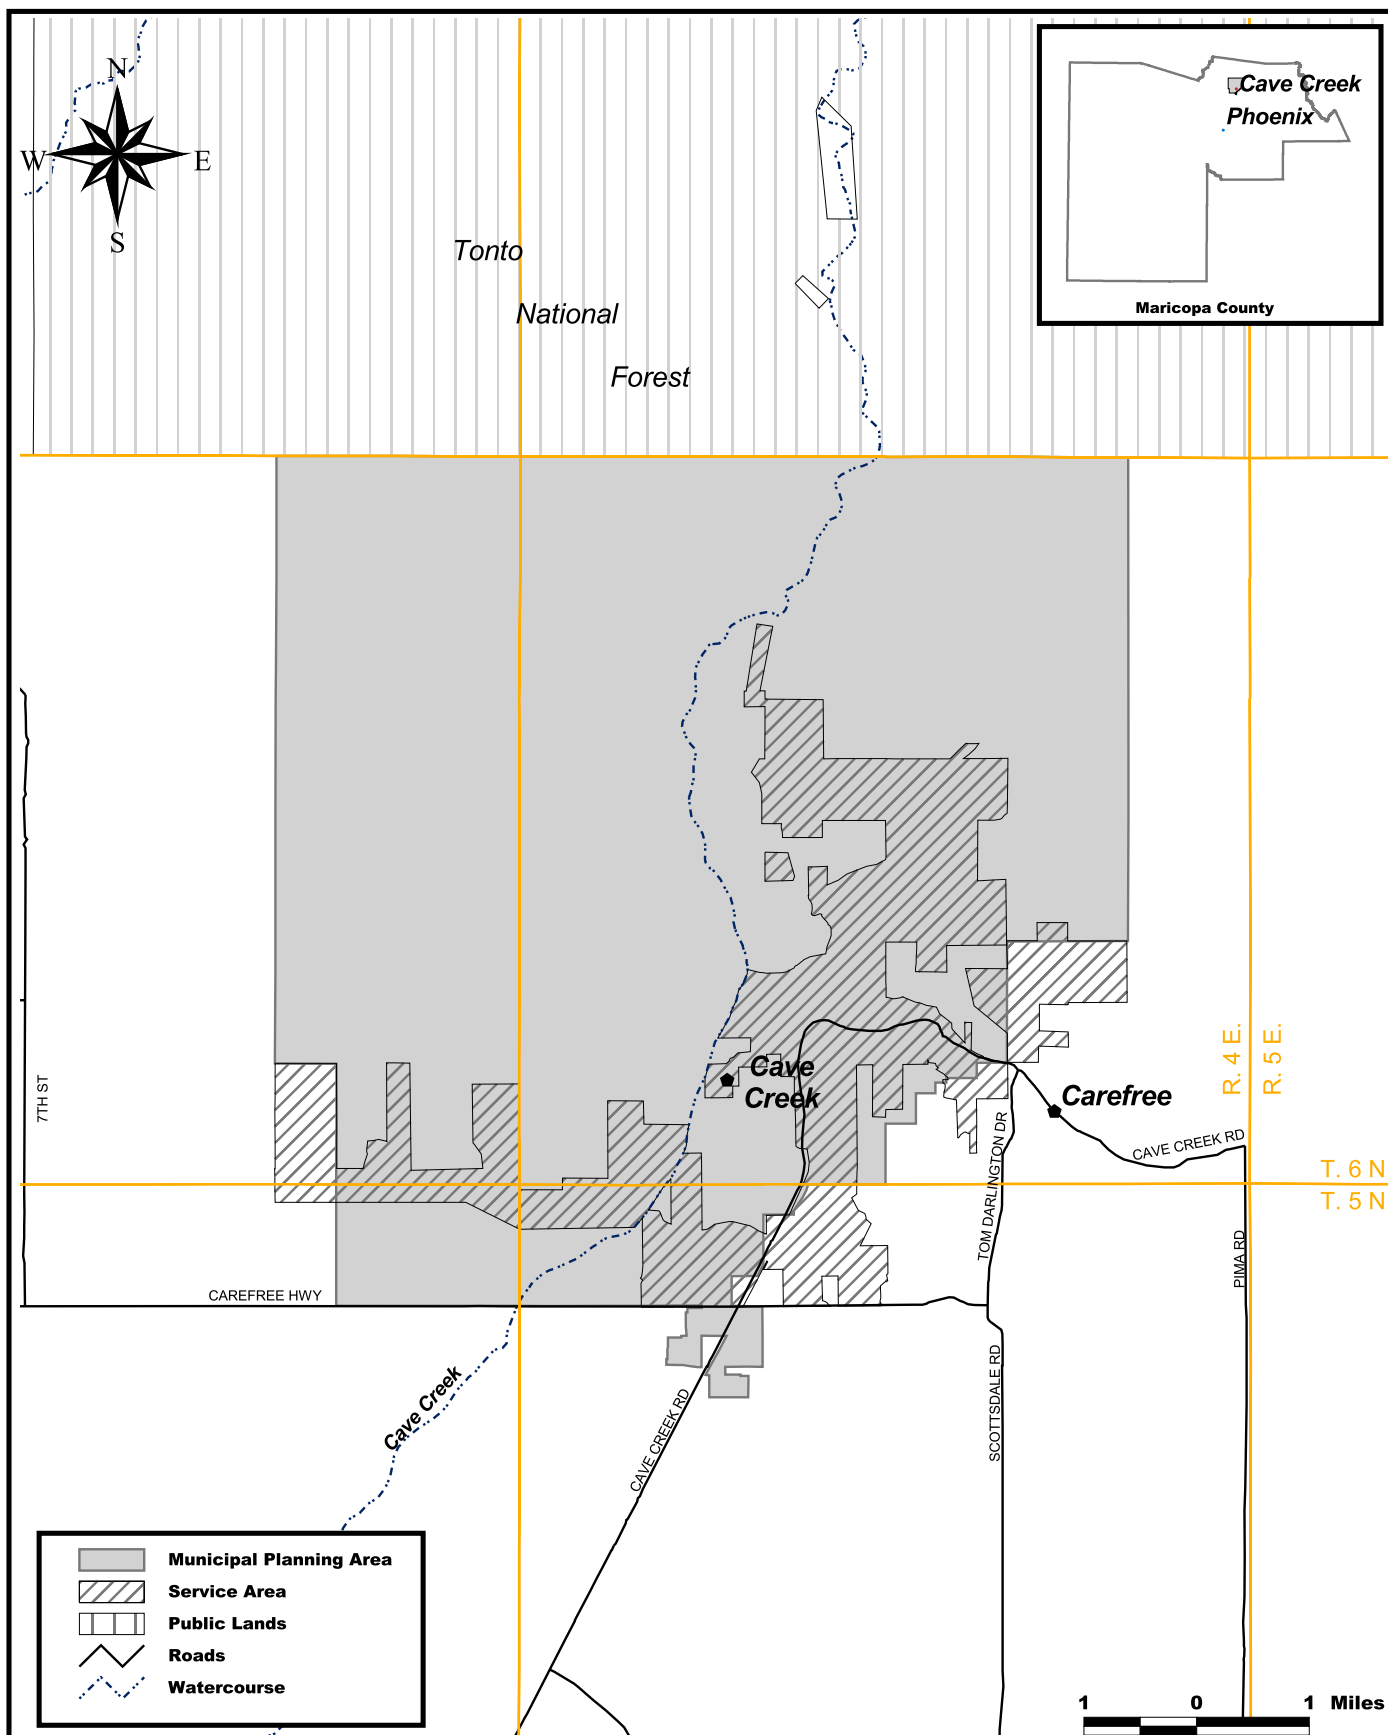 N
W
E
S
Cave Creek
Phoenix
Maricopa County
Tonto
National
Forest
Cave
Creek
Carefree
R. 4 E.
R. 5 E.
T. 6 N
T. 5 N
7TH ST
CAREFREE HWY
CAVE CREEK RD
TOM DARLINGTON DR
PIMA RD
SCOTTSDALE RD
CAVE CREEK RD
Cave Creek
Municipal Planning Area
Service Area
Public Lands
Roads
Watercourse
1 0 1 Miles